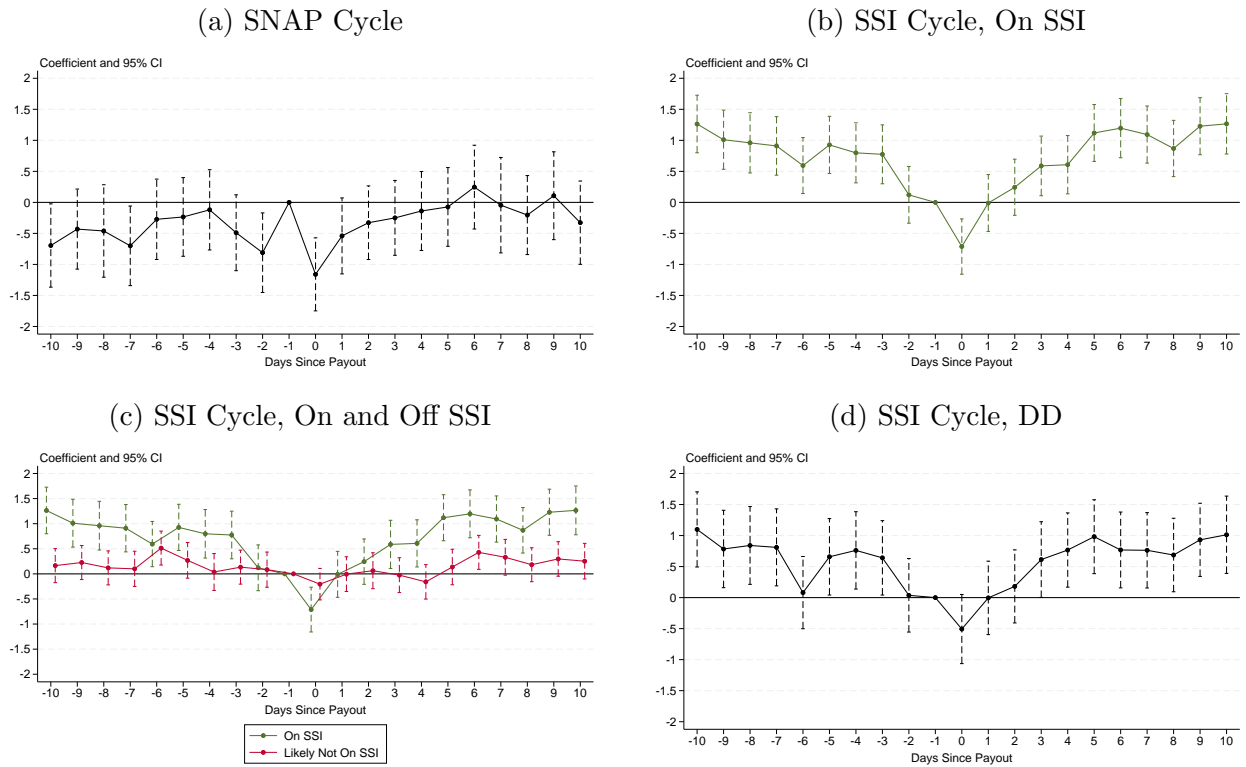 (a) SNAP Cycle
Coefficient and 95% CI
2
1.5
1
.5
0
-.5
-1
-1.5
-2
-10 -9 -8 -7 -6 -5 -4 -3 -2 -1 0 1 2 3 4 5 6 7 8 9 10
Days Since Payout
(b) SSI Cycle, On SSI
Coefficient and 95% CI
2
1.5
1
.5
0
-.5
-1
-1.5
-2
-10 -9 -8 -7 -6 -5 -4 -3 -2 -1 0 1 2 3 4 5 6 7 8 9 10
Days Since Payout
(c) SSI Cycle, On and Off SSI
Coefficient and 95% CI
2
1.5
1
.5
0
-.5
-1
-1.5
-2
-10 -9 -8 -7 -6 -5 -4 -3 -2 -1 0 1 2 3 4 5 6 7 8 9 10
Days Since Payout
On SSI
Likely Not On SSI
(d) SSI Cycle, DD
Coefficient and 95% CI
2
1.5
1
.5
0
-.5
-1
-1.5
-2
-10 -9 -8 -7 -6 -5 -4 -3 -2 -1 0 1 2 3 4 5 6 7 8 9 10
Days Since Payout